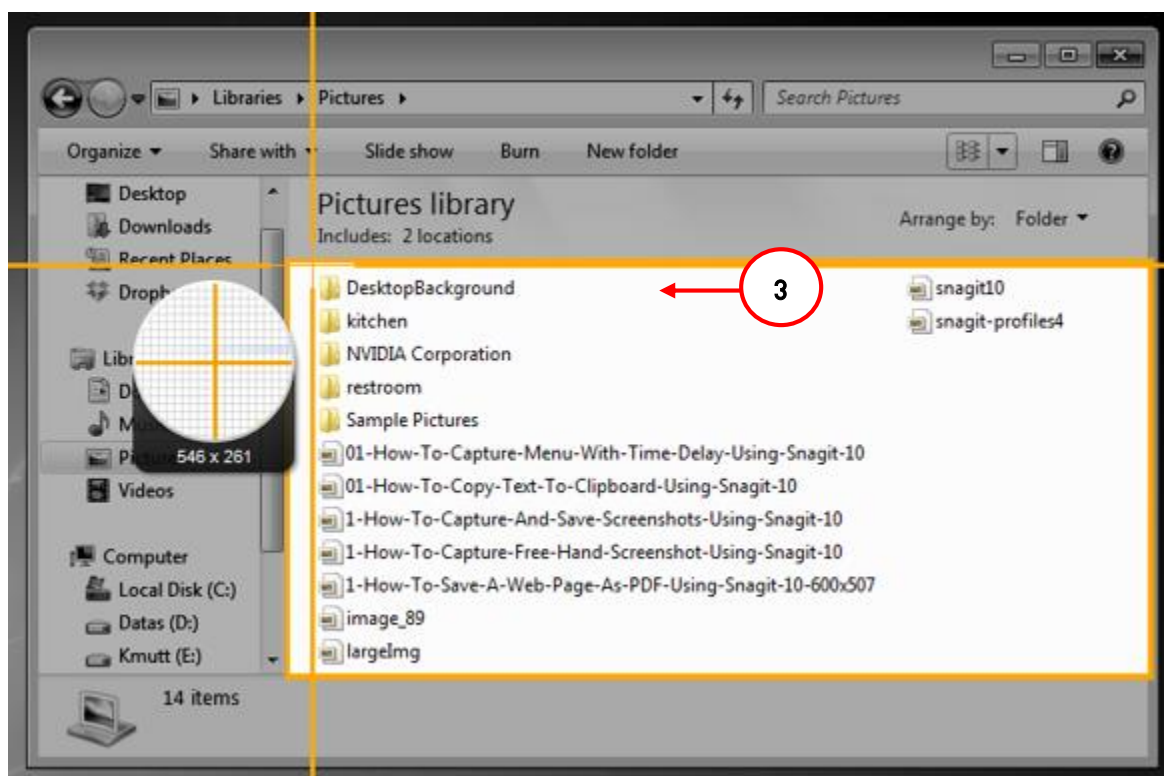 Libraries Pictures Search Pictures
Organize Share with Slide show Burn New folder
Desktop
Downloads
Recent Places
Pictures library
Includes: 2 locations
Arrange by: Folder
546 x 261
Videos
Computer
Local Disk (C:)
Datas (D:)
Kmutt (E:)
DesktopBackground
kitchen
NVIDIA Corporation
restroom
Sample Pictures
01-How-To-Capture-Menu-With-Time-Delay-Using-Snagit-10
01-How-To-Copy-Text-To-Clipboard-Using-Snagit-10
1-How-To-Capture-And-Save-Screenshots-Using-Snagit-10
1-How-To-Capture-Free-Hand-Screenshot-Using-Snagit-10
1-How-To-Save-A-Web-Page-As-PDF-Using-Snagit-10-600x507
image_89
largeImg
3
snagit10
snagit-profiles4
14 items